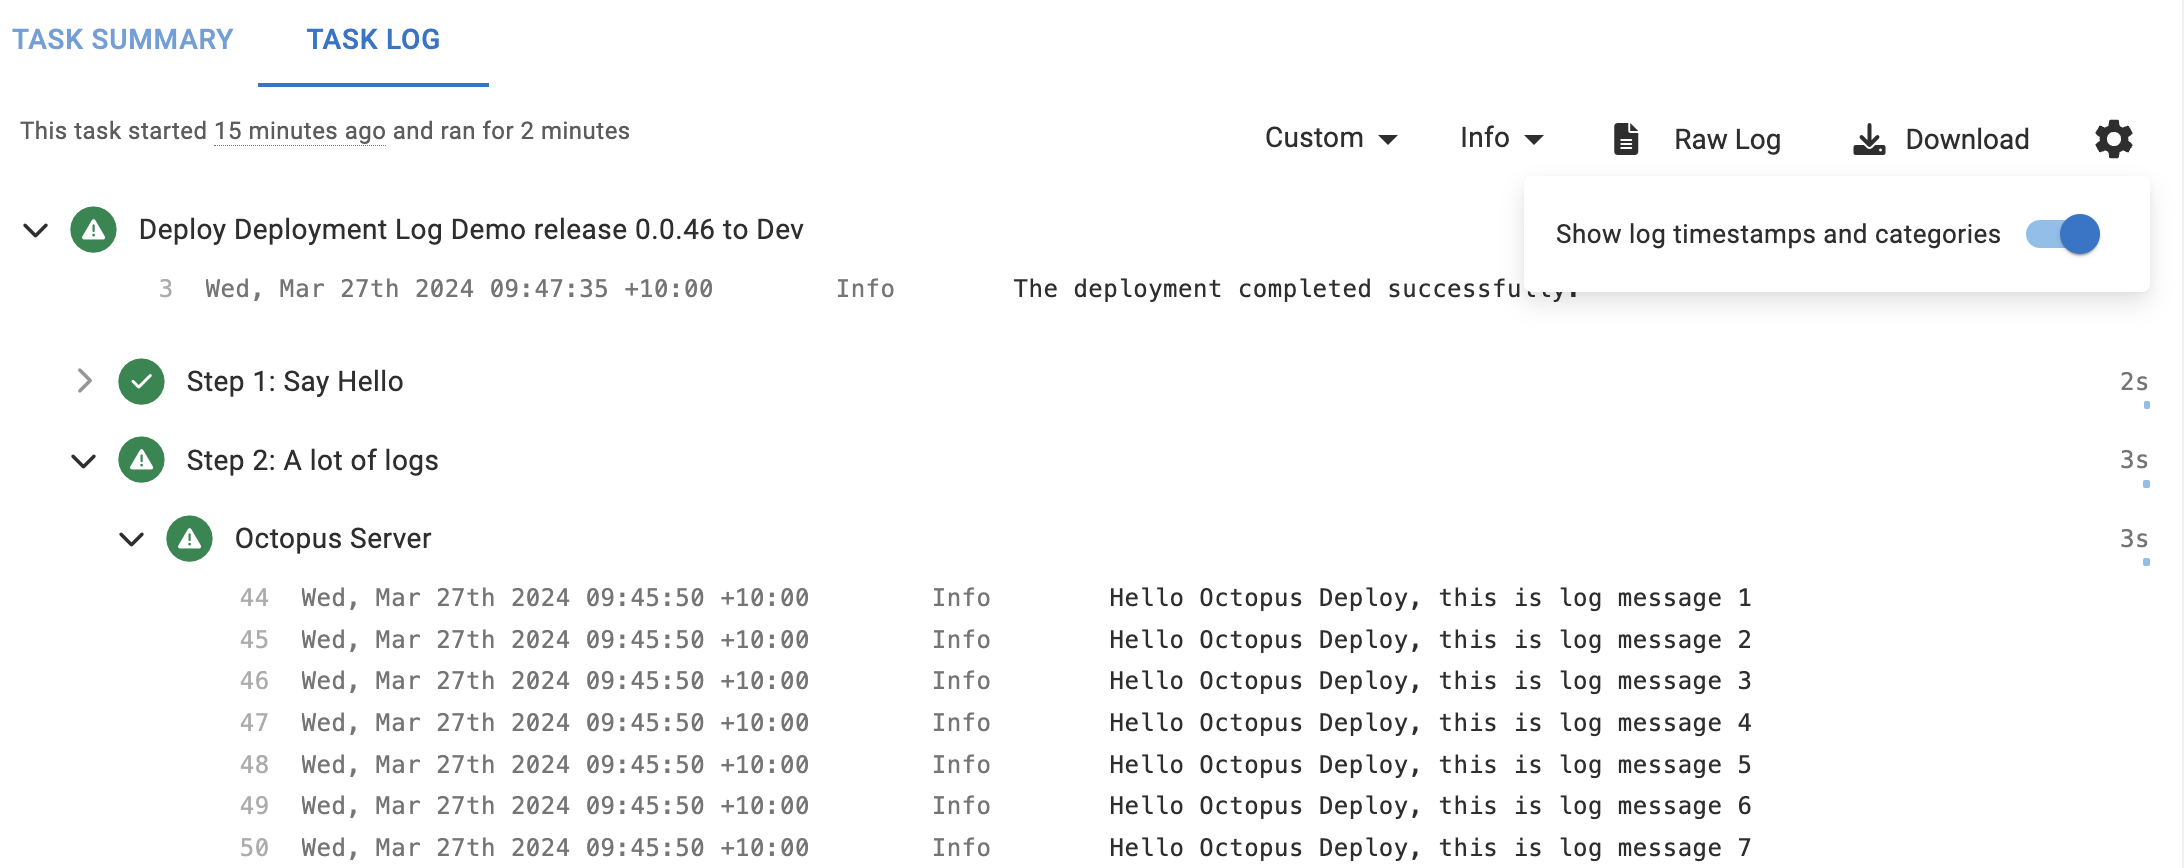 TASK SUMMARY TASK LOG
This task started 15 minutes ago and ran for 2 minutes Custom Info Raw Log Download
Show log timestamps and categories
Deploy Deployment Log Demo release 0.0.46 to Dev
3 Wed, Mar 27th 2024 09:47:35 +10:00 Info The deployment completed successfully.
Step 1: Say Hello 2s
Step 2: A lot of logs 3s
Octopus Server 3s
44 Wed, Mar 27th 2024 09:45:50 +10:00 Info Hello Octopus Deploy, this is log message 1
45 Wed, Mar 27th 2024 09:45:50 +10:00 Info Hello Octopus Deploy, this is log message 2
46 Wed, Mar 27th 2024 09:45:50 +10:00 Info Hello Octopus Deploy, this is log message 3
47 Wed, Mar 27th 2024 09:45:50 +10:00 Info Hello Octopus Deploy, this is log message 4
48 Wed, Mar 27th 2024 09:45:50 +10:00 Info Hello Octopus Deploy, this is log message 5
49 Wed, Mar 27th 2024 09:45:50 +10:00 Info Hello Octopus Deploy, this is log message 6
50 Wed, Mar 27th 2024 09:45:50 +10:00 Info Hello Octopus Deploy, this is log message 7